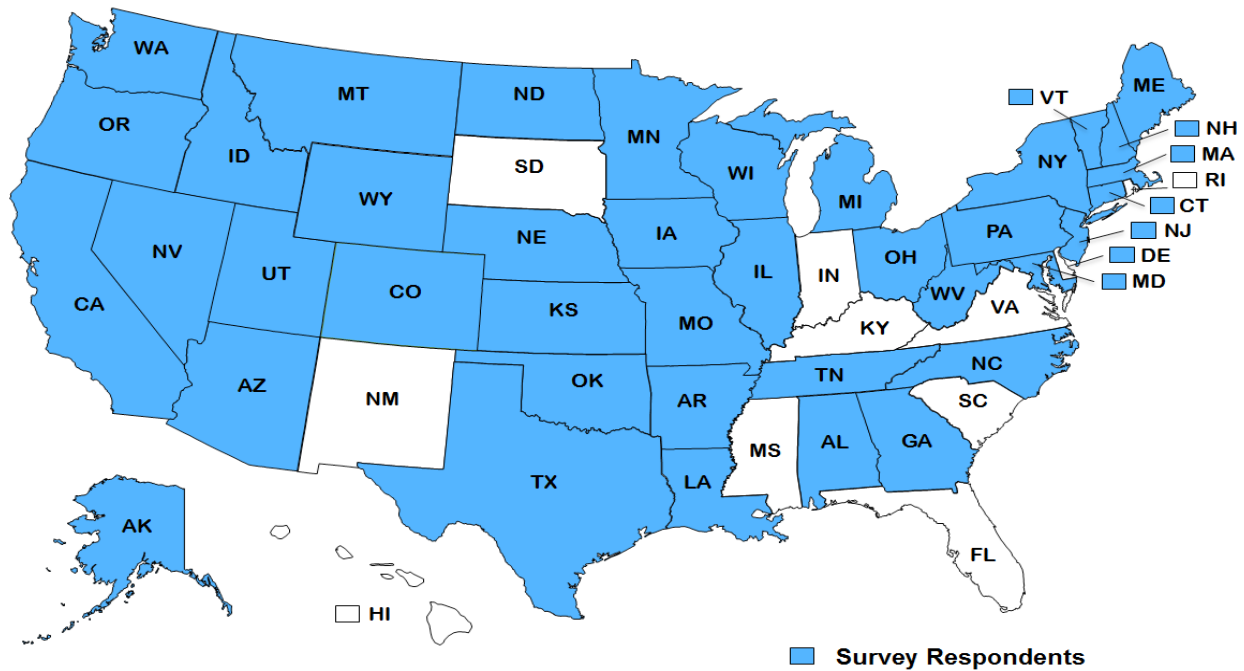 WA
MT
ND
MN
ME
VT
OR
ID
SD
WI
NY
NH
MA
RI
WY
MI
CT
NV
NE
IA
PA
NJ
UT
CO
IL
IN
OH
DE
CA
KS
MO
WV
VA
MD
KY
AZ
NM
OK
AR
TN
NC
SC
TX
LA
MS
AL
GA
AK
FL
HI
Survey Respondents